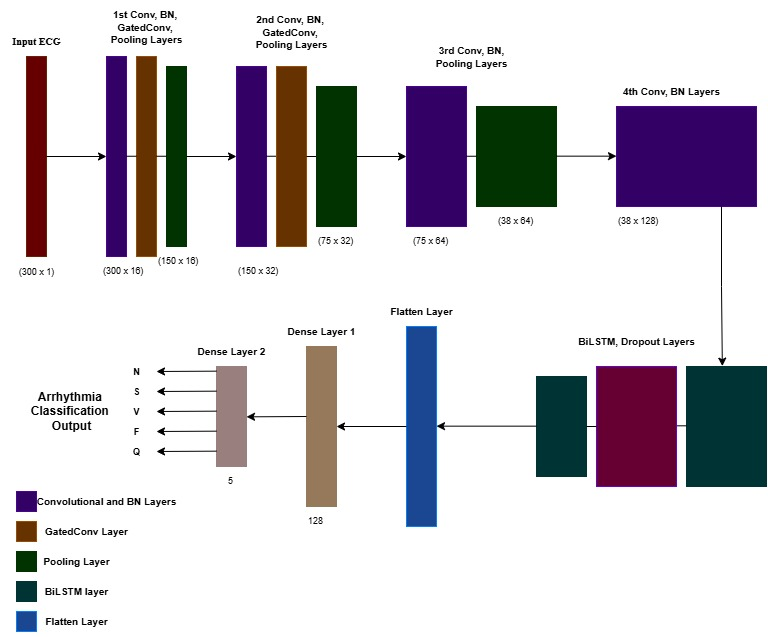 Input ECG
1st Conv, BN,
GatedConv,
Pooling Layers
2nd Conv, BN,
GatedConv,
Pooling Layers
3rd Conv, BN,
Pooling Layers
4th Conv, BN Layers
(300 x 1)
(300 x 16)
(150 x 16)
(150 x 32)
(75 x 32)
(75 x 64)
(38 x 64)
(38 x 128)
BiLSTM, Dropout Layers
Flatten Layer
Dense Layer 1
128
Dense Layer 2
5
N
S
V
F
Q
Arrhythmia
Classification
Output
Convolutional and BN Layers
GatedConv Layer
Pooling Layer
BiLSTM layer
Flatten Layer